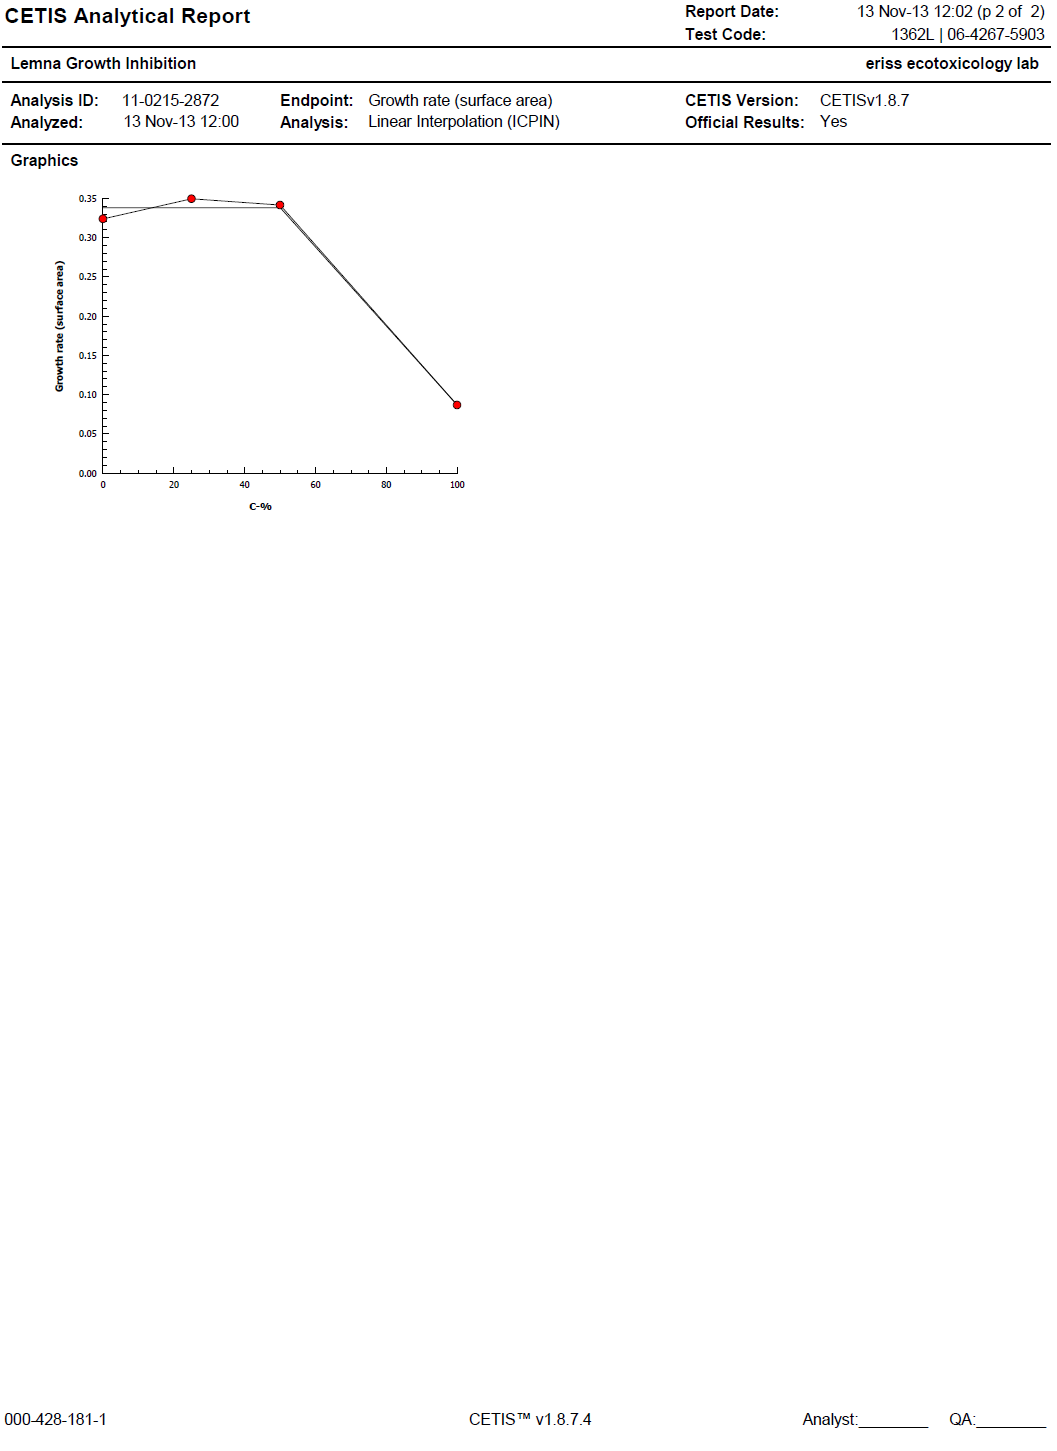 CETIS Analytical Report
Report Date: 13 Nov-13 12:02 (p 2 of 2)
Test Code: 1362L | 06-4267-5903
Lemna Growth Inhibition eriss ecotoxicology lab
Analysis ID: 11-0215-2872 Endpoint: Growth rate (surface area) CETIS Version: CETISv1.8.7
Analyzed: 13 Nov-13 12:00 Analysis: Linear Interpolation (ICPIN) Official Results: Yes
Graphics
0.35
0.30
0.25
0.20
0.15
0.10
0.05
0.00
Growth rate (surface area)
0 20 40 60 80 100
C-%
000-428-181-1 CETIS™ v1.8.7.4 Analyst:________ QA:________